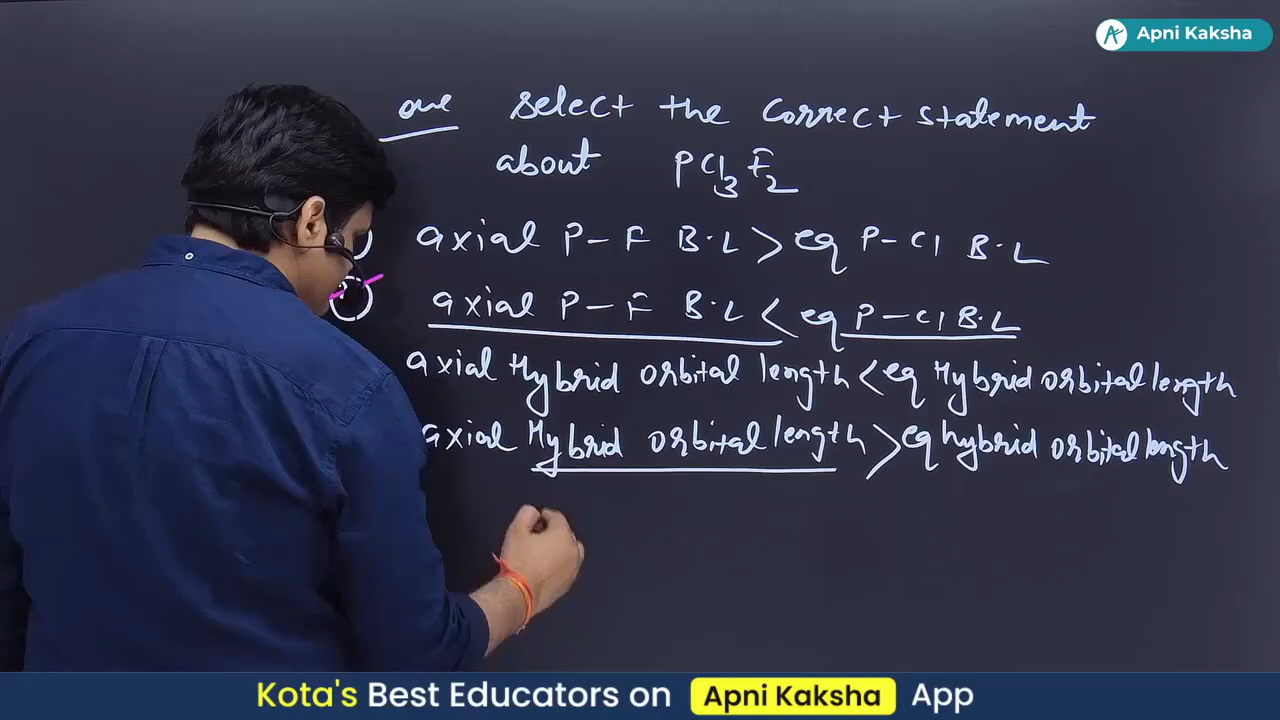 Apni Kaksha
one select the correct statement
about PCl3F2
axial P-F B.L > eq P-Cl B.L
axial P-F B.L < eq P-Cl B.L
axial Hybrid orbital length < eq Hybrid orbital length
axial Hybrid orbital length > eq hybrid orbital length
Kota's Best Educators on Apni Kaksha App